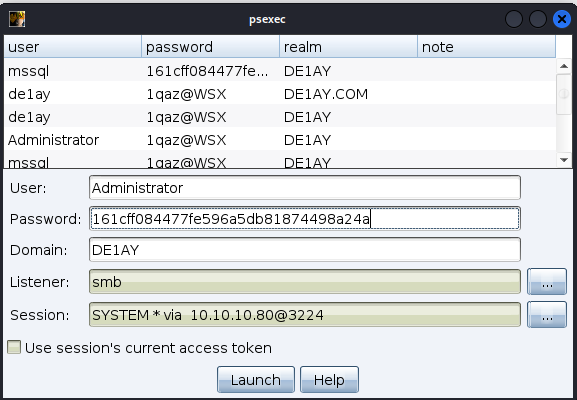 psexec
user password realm note
mssql 161cff084477fe... DE1AY
de1ay 1qaz@WSX DE1AY.COM
de1ay 1qaz@WSX DE1AY
Administrator 1qaz@WSX DE1AY
mssql 1qaz@WSX DE1AY
User: Administrator
Password: 161cff084477fe596a5db81874498a24a
Domain: DE1AY
Listener: smb ...
Session: SYSTEM * via 10.10.10.80@3224 ...
Use session's current access token
Launch Help